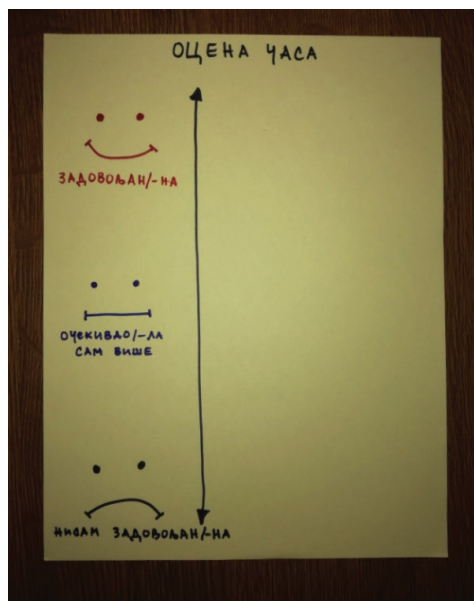 ОЦЕНА ЧАСА
ЗАДОВОЉАН/-НА
ОЧЕКИВАО/-ЛА
САМ ВИШЕ
НИСАМ ЗАДОВОЉАН/-НА